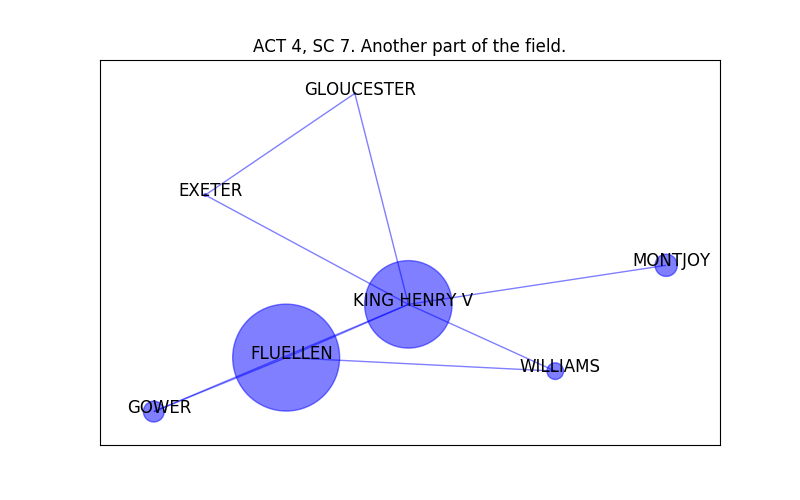 ACT 4, SC 7. Another part of the field.
GLOUCESTER
EXETER
MONTJOY
KING HENRY V
FLUELLEN
WILLIAMS
GOWER